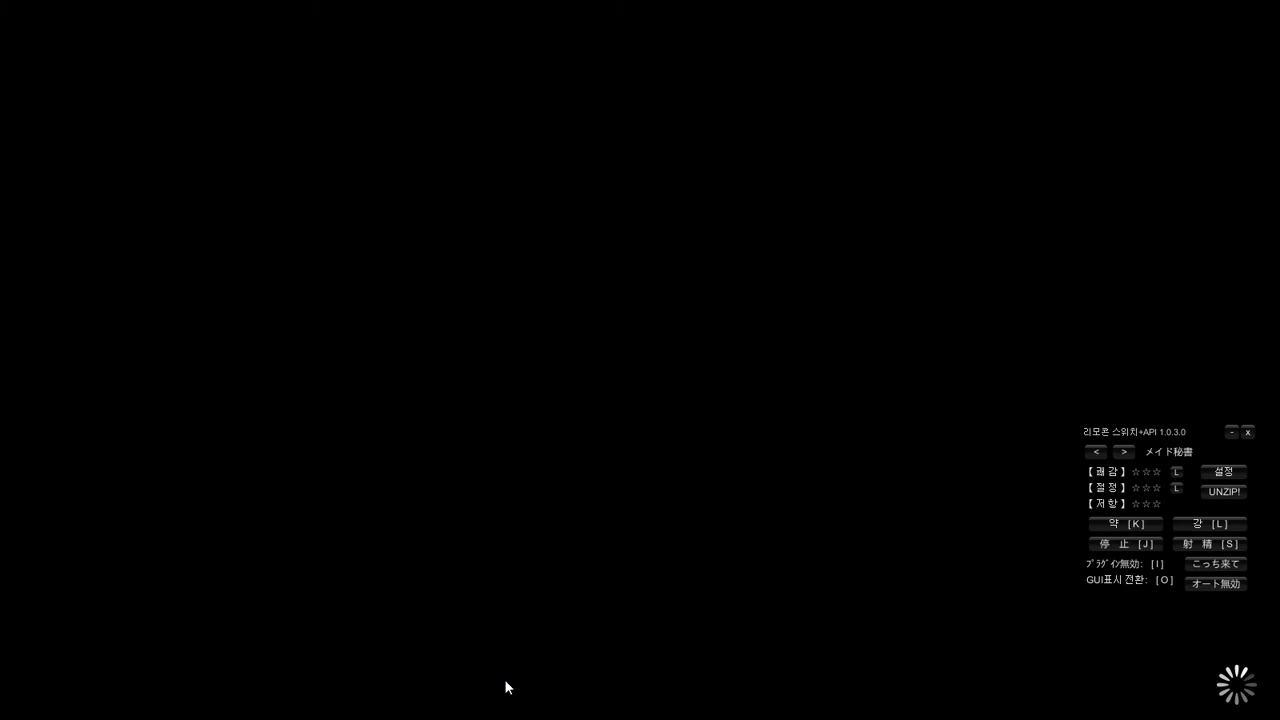 리모콘 스위치+API 1.0.3.0 - x
< > メイド秘書
【쾌감】☆☆☆ L 설정
【절정】☆☆☆ L UNZIP!
【저항】☆☆☆
약 [K] 강 [L]
停 止 [J] 射 精 [S]
ﾌﾟﾗｸﾞｲﾝ無効: [I] こっち来て
GUI표시 전환: [O] オート無効